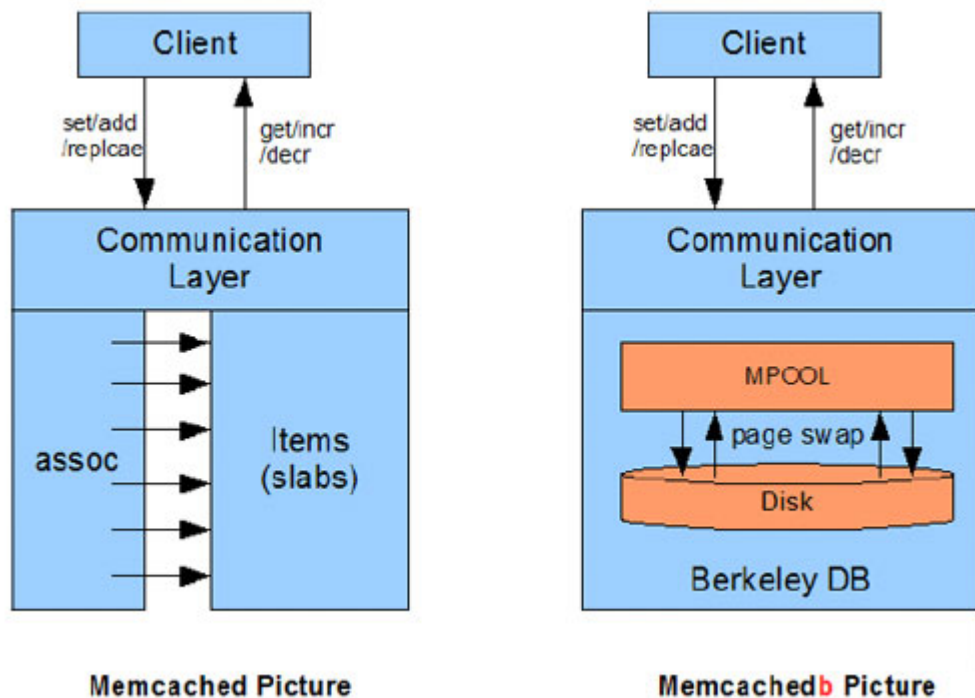 Client
set/add
/replcae
get/incr
/decr
Communication
Layer
assoc
Items
(slabs)
Memcached Picture
Client
set/add
/replcae
get/incr
/decr
Communication
Layer
MPOOL
page swap
Disk
Berkeley DB
Memcachedb Picture